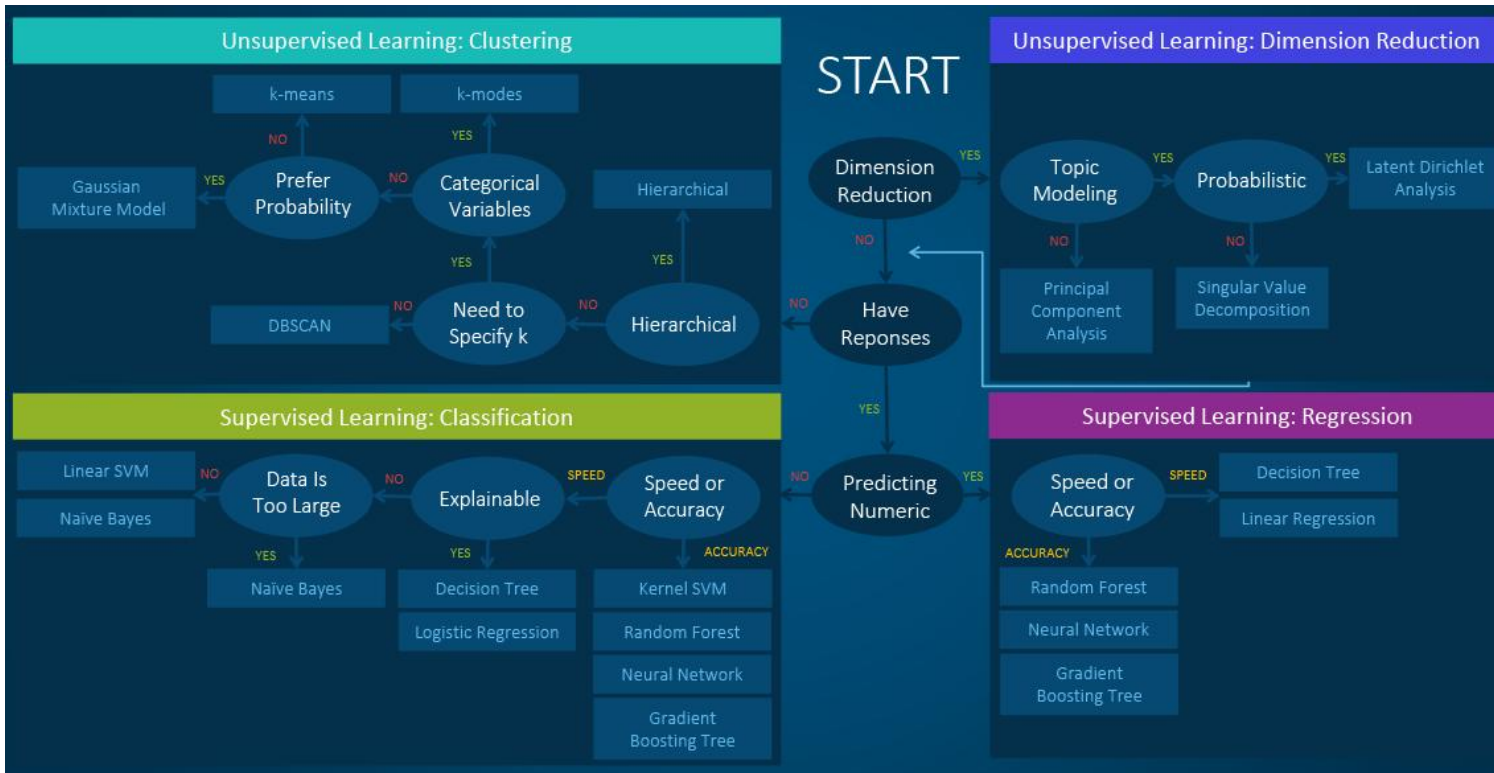 Unsupervised Learning: Clustering
k-means
k-modes
NO
YES
Gaussian
Mixture Model
YES
Prefer
Probability
NO
Categorical
Variables
Hierarchical
YES
YES
DBSCAN
NO
Need to
Specify k
NO
Hierarchical
START
Dimension
Reduction
YES
NO
NO
Have
Reponses
YES
NO
Predicting
Numeric
YES
Unsupervised Learning: Dimension Reduction
Topic
Modeling
YES
Probabilistic
YES
Latent Dirichlet
Analysis
NO
NO
Principal
Component
Analysis
Singular Value
Decomposition
Supervised Learning: Classification
Linear SVM
Naïve Bayes
NO
Data Is
Too Large
NO
Explainable
SPEED
Speed or
Accuracy
YES
YES
ACCURACY
Naïve Bayes
Decision Tree
Logistic Regression
Kernel SVM
Random Forest
Neural Network
Gradient
Boosting Tree
Supervised Learning: Regression
Speed or
Accuracy
SPEED
Decision Tree
Linear Regression
ACCURACY
Random Forest
Neural Network
Gradient
Boosting Tree